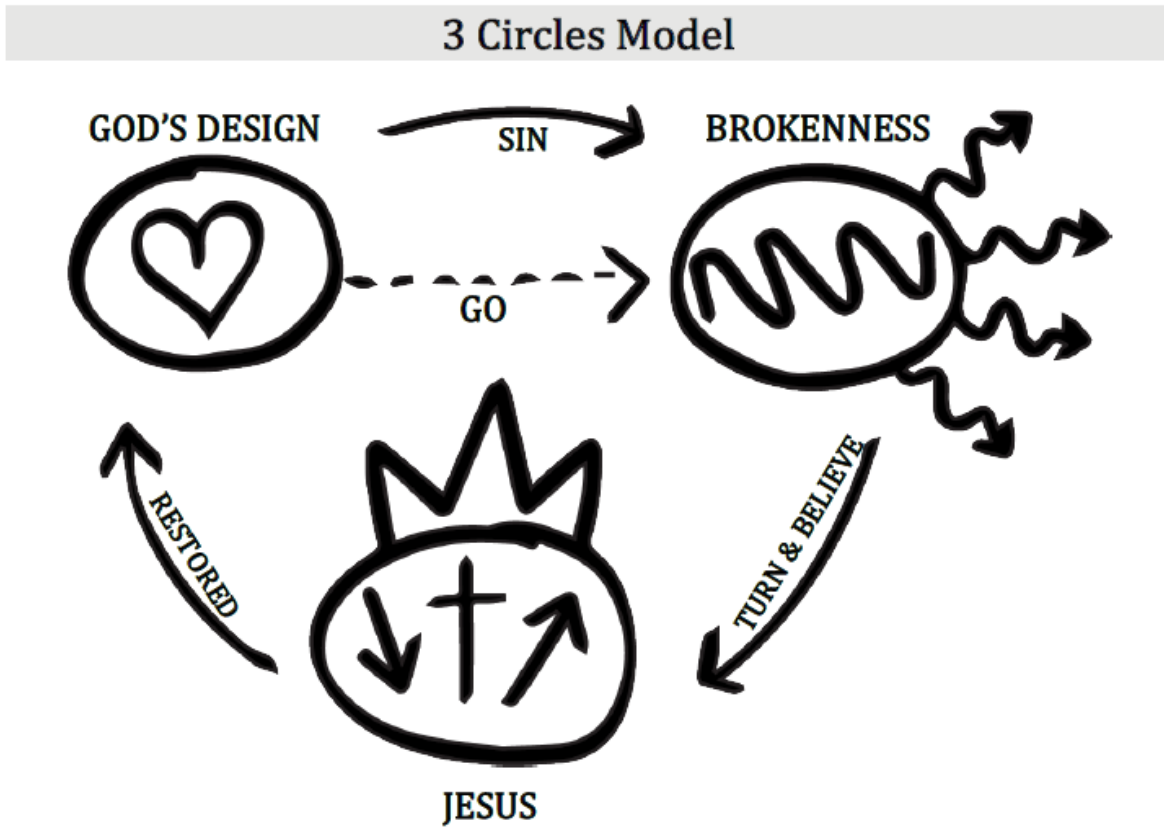 3 Circles Model
GOD'S DESIGN
SIN
BROKENNESS
GO
RESTORED
TURN & BELIEVE
JESUS